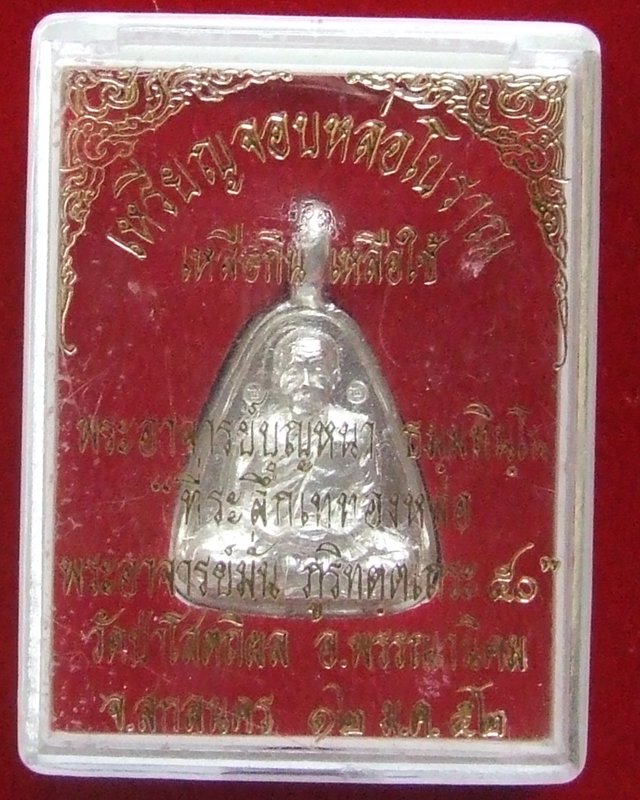 เหรียญจอบหล่อโบราณ
เหลือกิน เหลือใช้
พระอาจารย์บุญหนา ธมฺมทินฺโน
"ที่ระลึกเททองหล่อ
พระอาจารย์มั่น ภูริทตฺตเถระ ๕๐"
วัดป่าโสตถิผล อ.พรรณานิคม
จ.สกลนคร ๑๒ ม.ค. ๕๒